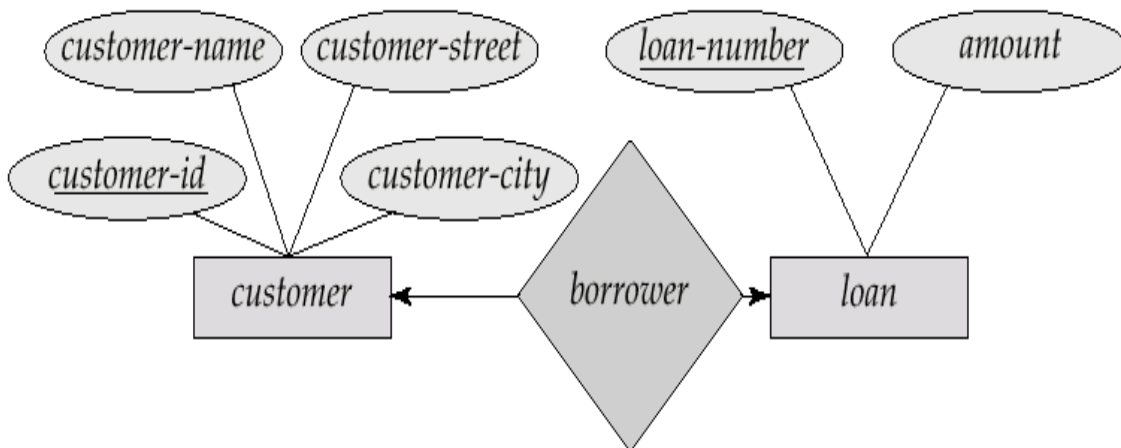 customer-name customer-street loan-number amount
customer-id customer-city
customer borrower loan